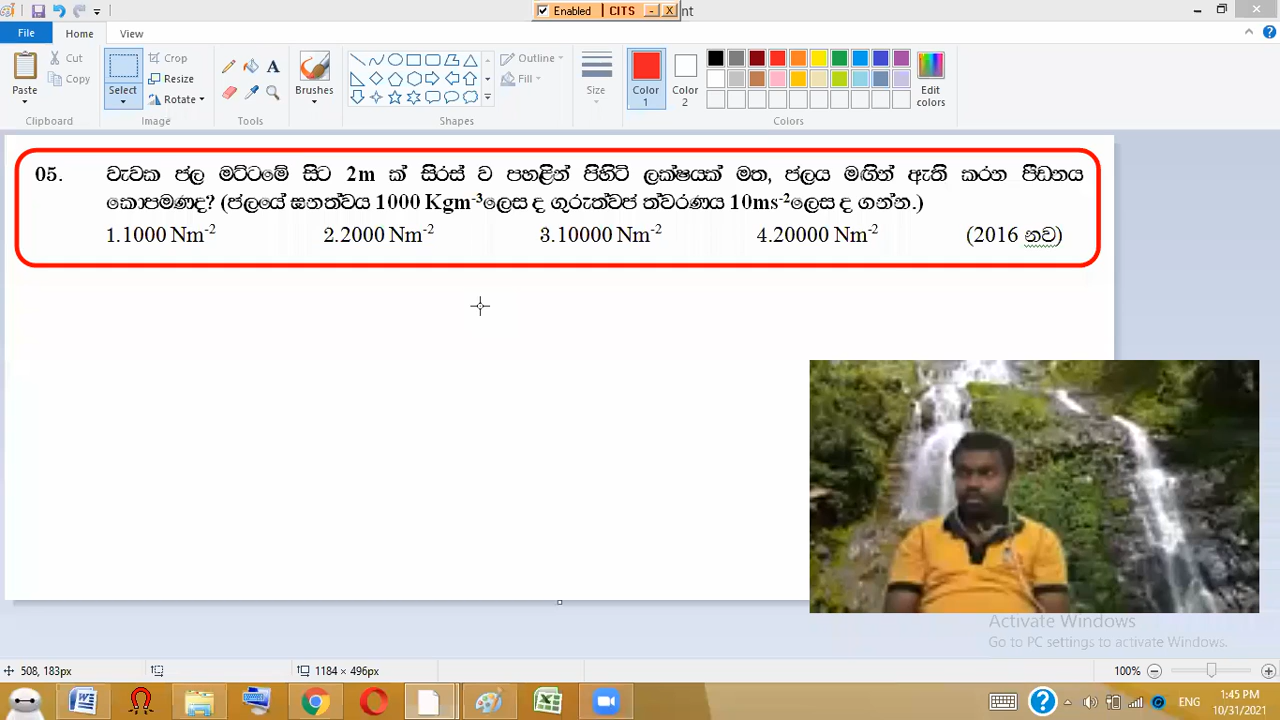 Enabled | CITS - X nt
File Home View
Paste
Cut
Copy
Clipboard
Select
Crop
Resize
Rotate
Image
Tools
Brushes
Shapes
Outline
Fill
Size
Color 1
Color 2
Colors
Edit colors
05. වැවක ජල මට්ටමේ සිට 2m ක් සිරස් ව පහළින් පිහිටි ලක්ෂයක් මත, ජලය මඟින් ඇති කරන පීඩනය
කොපමණද? (ජලයේ ඝනත්වය 1000 Kgm⁻³ලෙස ද ගුරුත්වජ ත්වරණය 10ms⁻²ලෙස ද ගන්න.)
1.1000 Nm⁻² 2.2000 Nm⁻² 3.10000 Nm⁻² 4.20000 Nm⁻² (2016 නව)
Activate Windows
Go to PC settings to activate Windows.
508, 183px 1184 × 496px 100%
ENG 1:45 PM
10/31/2021